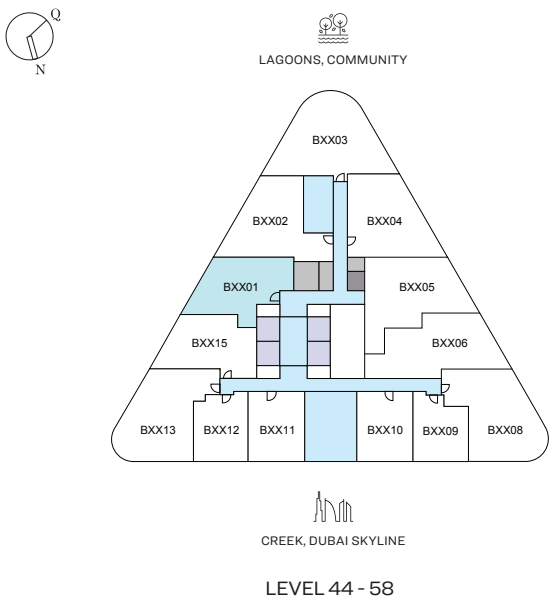 Q
N
LAGOONS, COMMUNITY
BXX03
BXX02
BXX04
BXX01
BXX05
BXX15
BXX06
BXX13
BXX12
BXX11
BXX10
BXX09
BXX08
CREEK, DUBAI SKYLINE
LEVEL 44 - 58